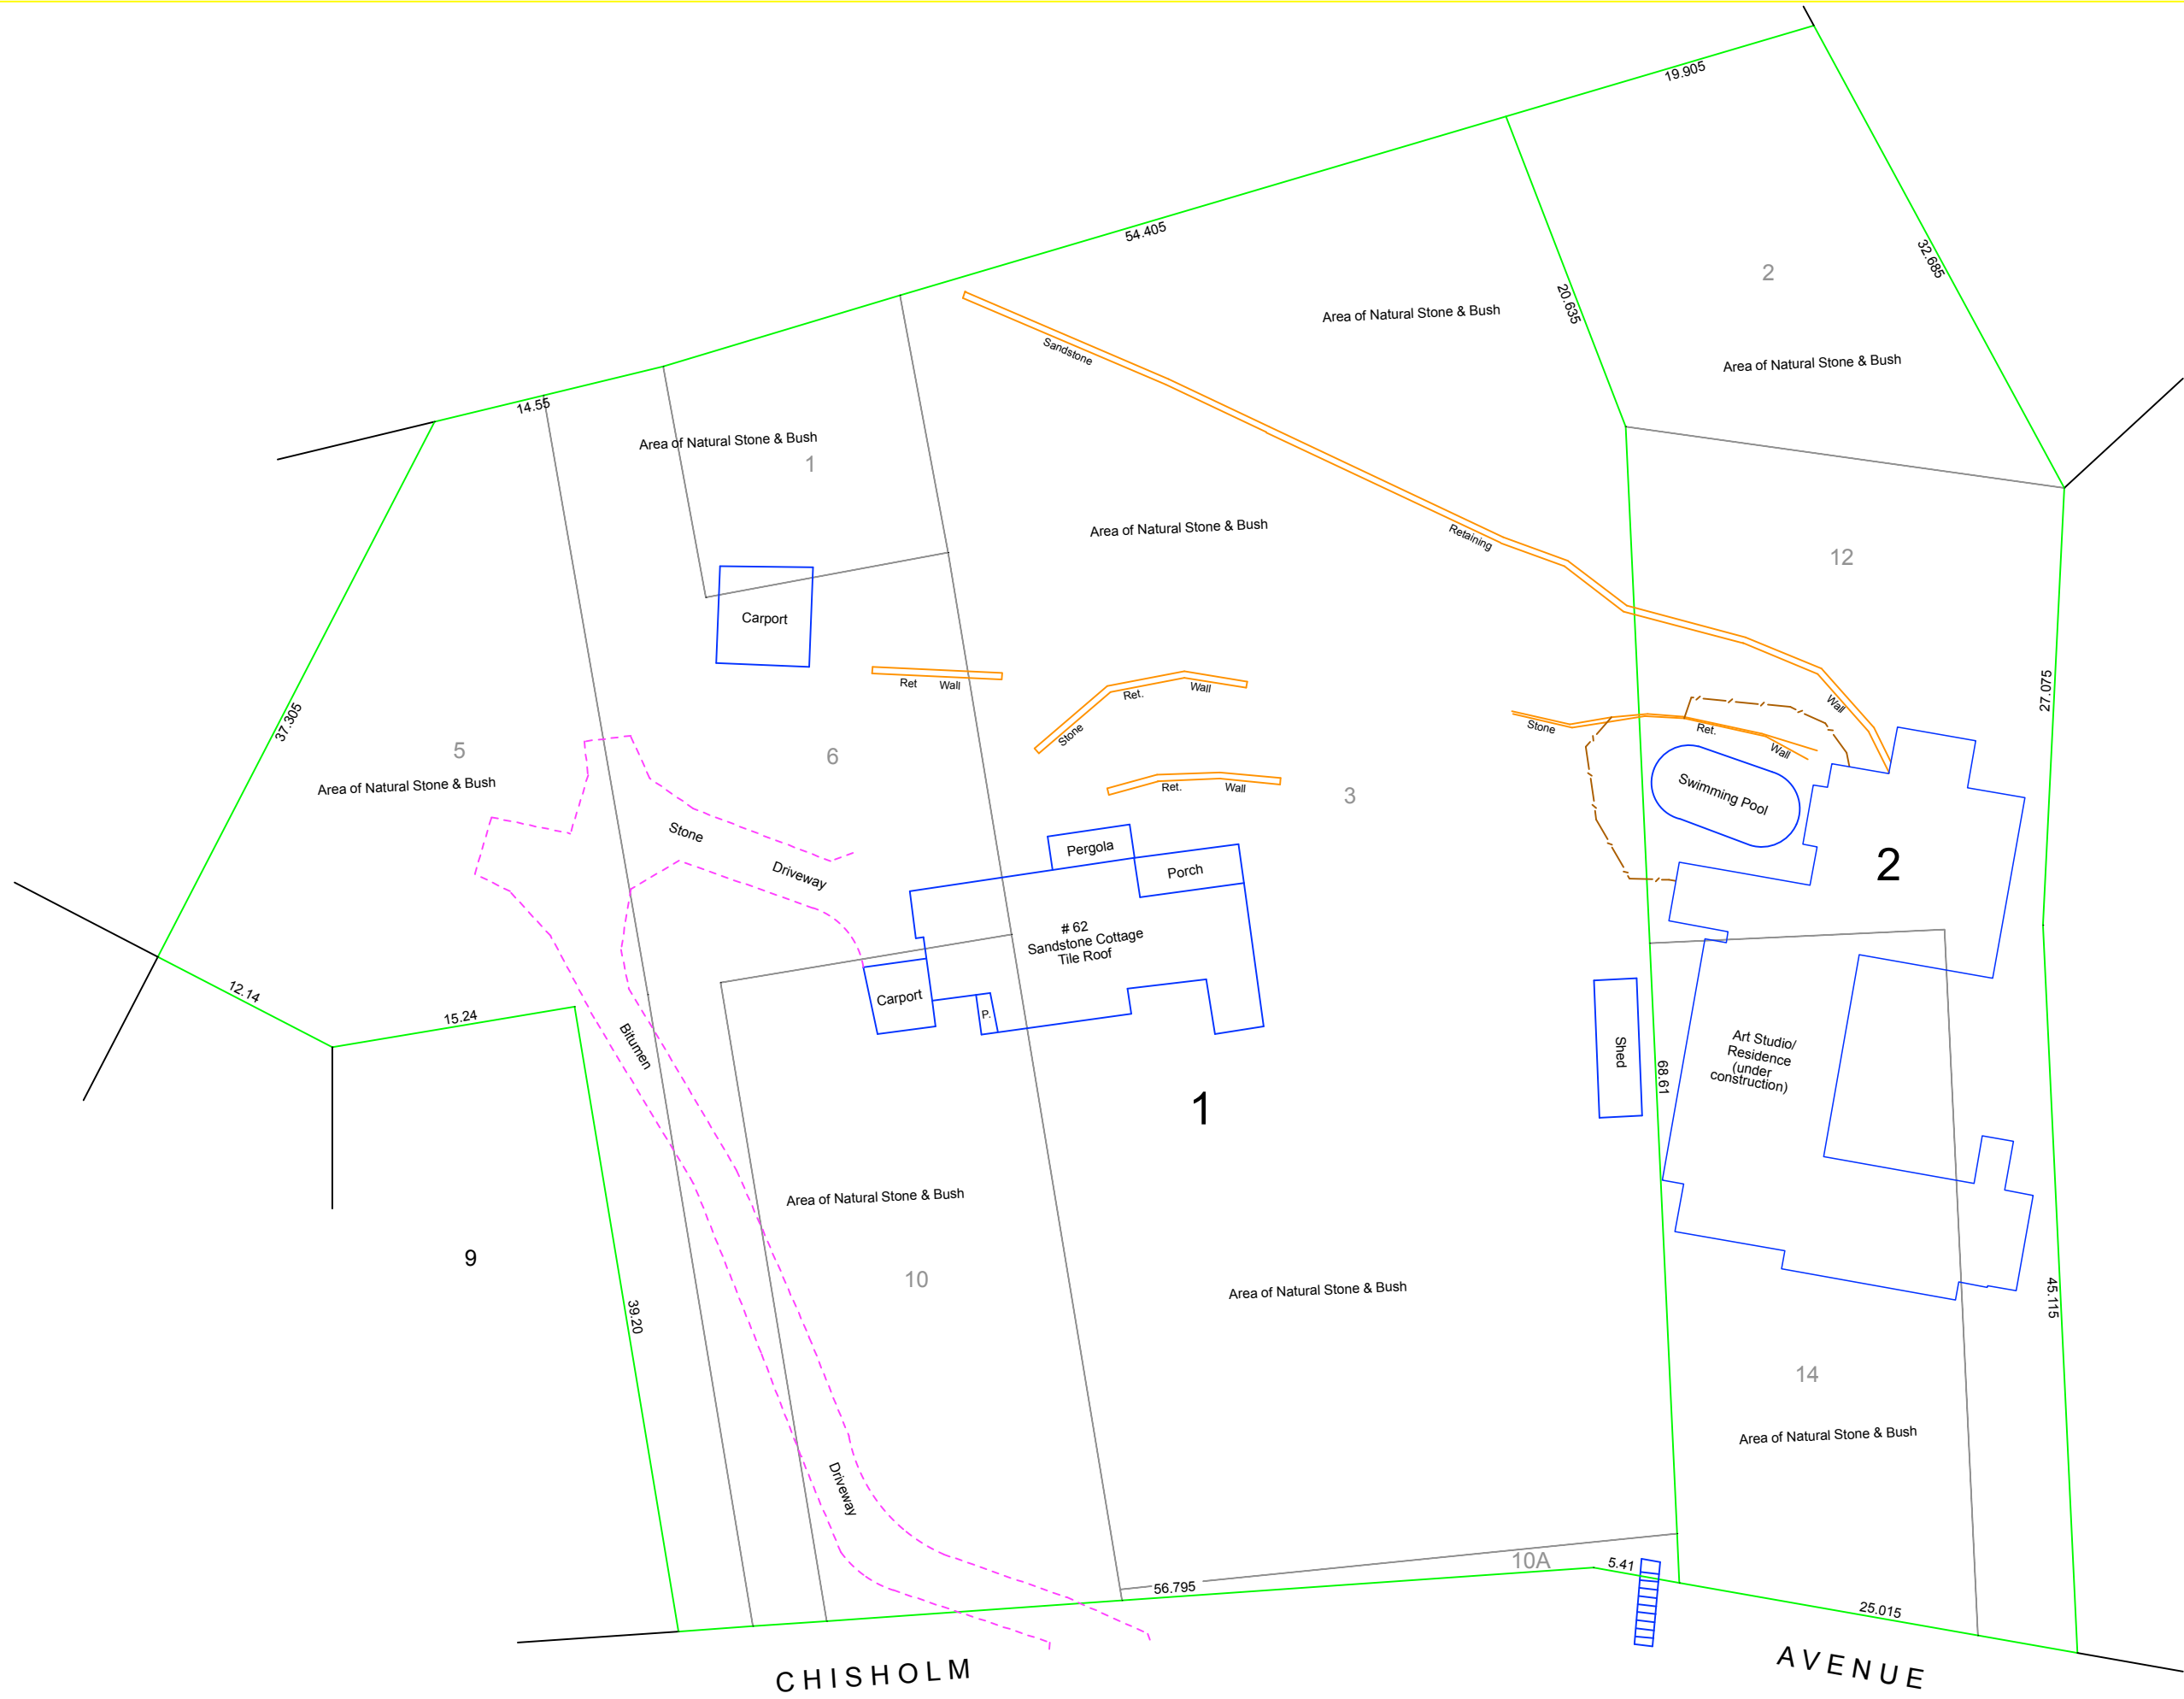 19.905
54.405
32.685
2
20.635
Area of Natural Stone & Bush
Area of Natural Stone & Bush
Sandstone
14.55
Area of Natural Stone & Bush
1
Area of Natural Stone & Bush
Retaining
12
Carport
Ret Wall
Ret.
Wall
Stone
27.075
Wall
37.305
Stone
Ret.
Wall
5
6
Area of Natural Stone & Bush
Ret. Wall
3
Swimming Pool
Stone
Driveway
Pergola
Porch
2
# 62
Sandstone Cottage
Tile Roof
12.14
15.24
Carport
P.
Bitumen
Shed
68.61
Art Studio/
Residence
(under
construction)
1
Area of Natural Stone & Bush
9
10
39.20
Area of Natural Stone & Bush
45.115
14
Area of Natural Stone & Bush
Driveway
10A
5.41
56.795
25.015
CHISHOLM
AVENUE